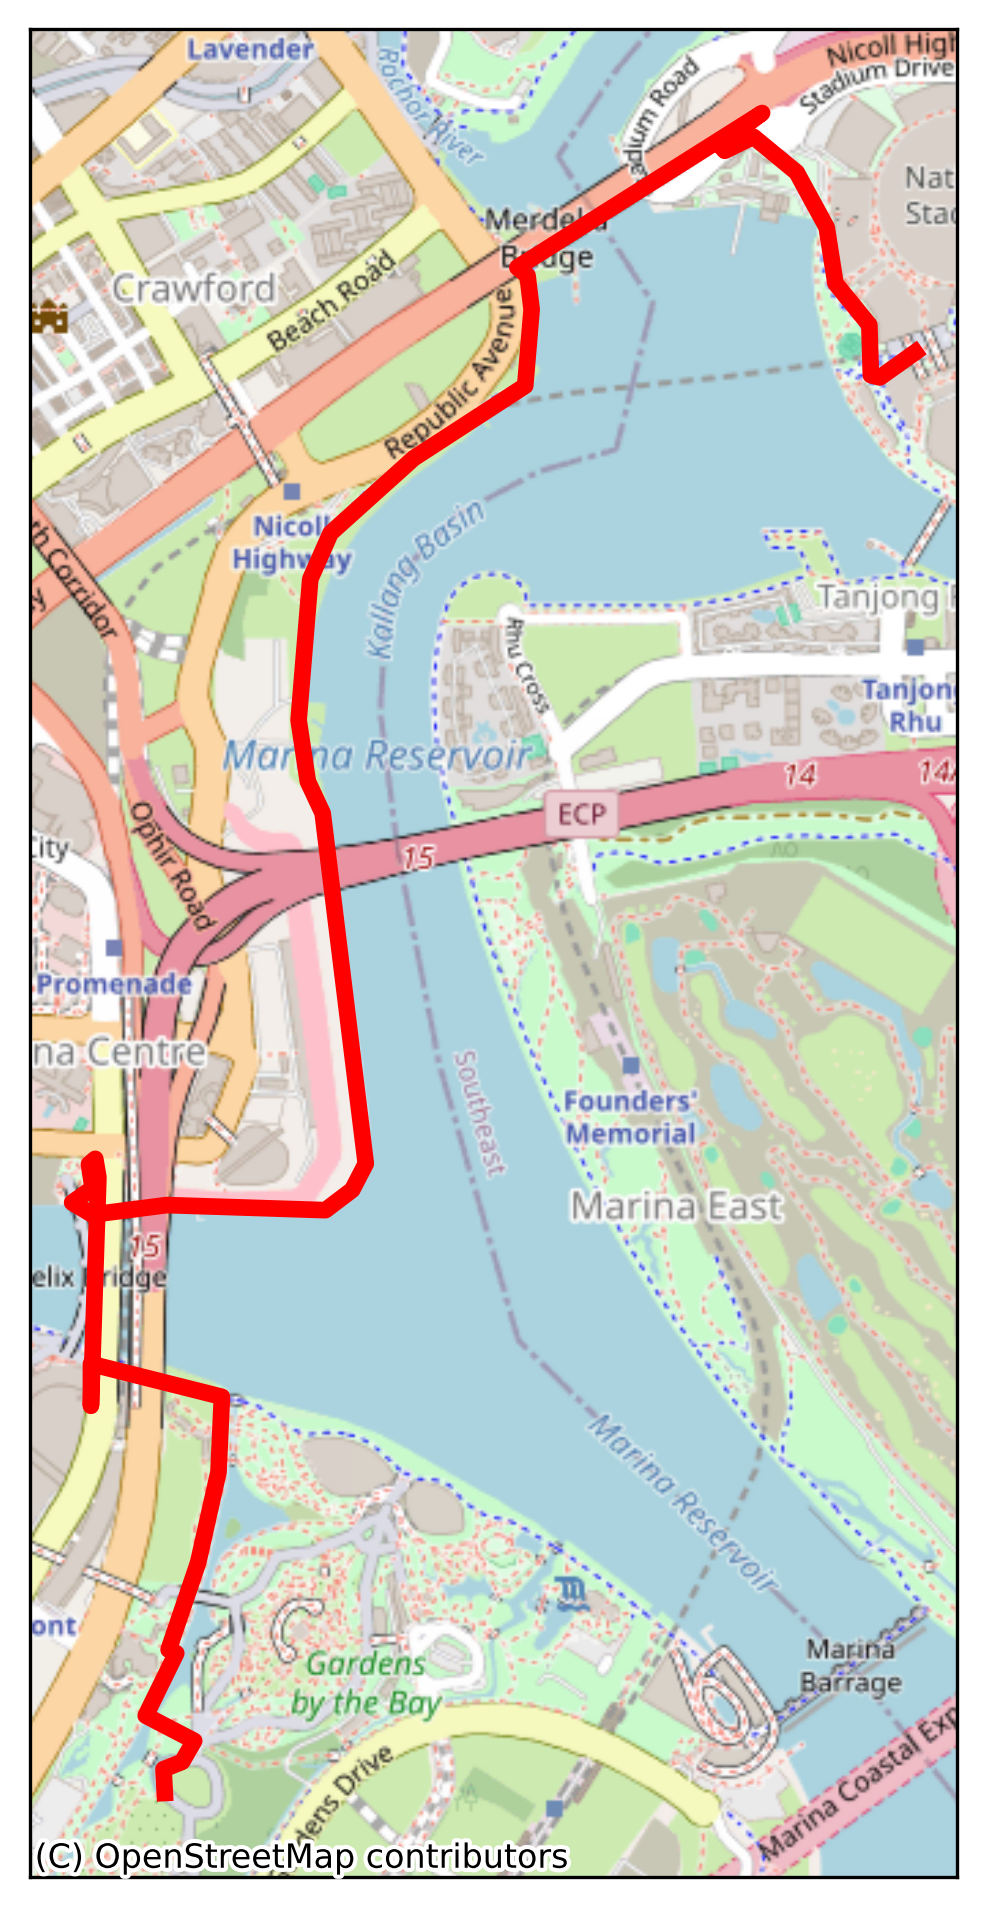 Lavender
Nicoll High
Stadium Drive
adium Road
Rochor River
Nat
Stad
Merdeka
Bridge
Crawford
Beach Road
Republic Avenue
Nicoll
Highway
rth Corridor
Kallang Basin
Tanjong
Rhu Cross
Tanjong
Rhu
Marina Reservoir
14
14A
ECP
15
Ophir Road
City
Promenade
na Centre
Southeast
Founders'
Memorial
Marina East
15
elix Bridge
Marina Reservoir
ont
Gardens
by the Bay
Marina
Barrage
Marina Coastal Exp
dens Drive
(C) OpenStreetMap contributors